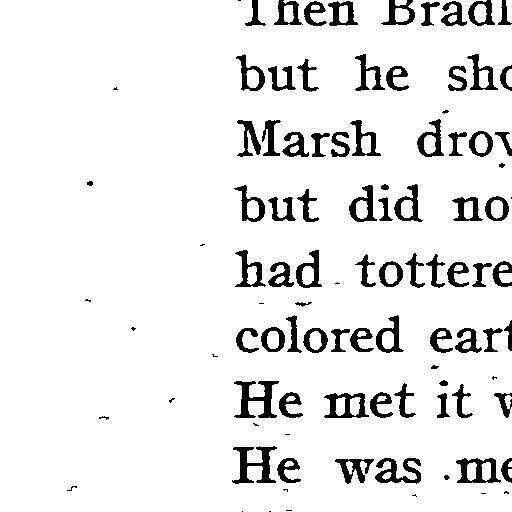 Then Bradl
but he sho
Marsh drov
but did no
had tottere
colored eart
He met it w
He was me